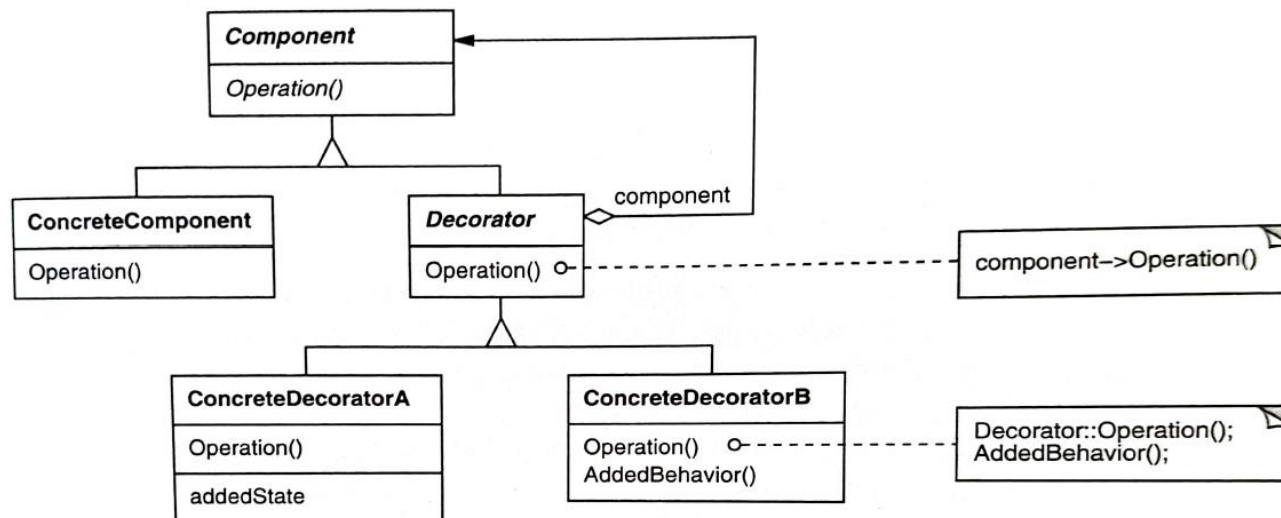 Component
Operation()
ConcreteComponent
Operation()
Decorator
Operation()
component
component–>Operation()
ConcreteDecoratorA
Operation()
addedState
ConcreteDecoratorB
Operation()
AddedBehavior()
Decorator::Operation();
AddedBehavior();